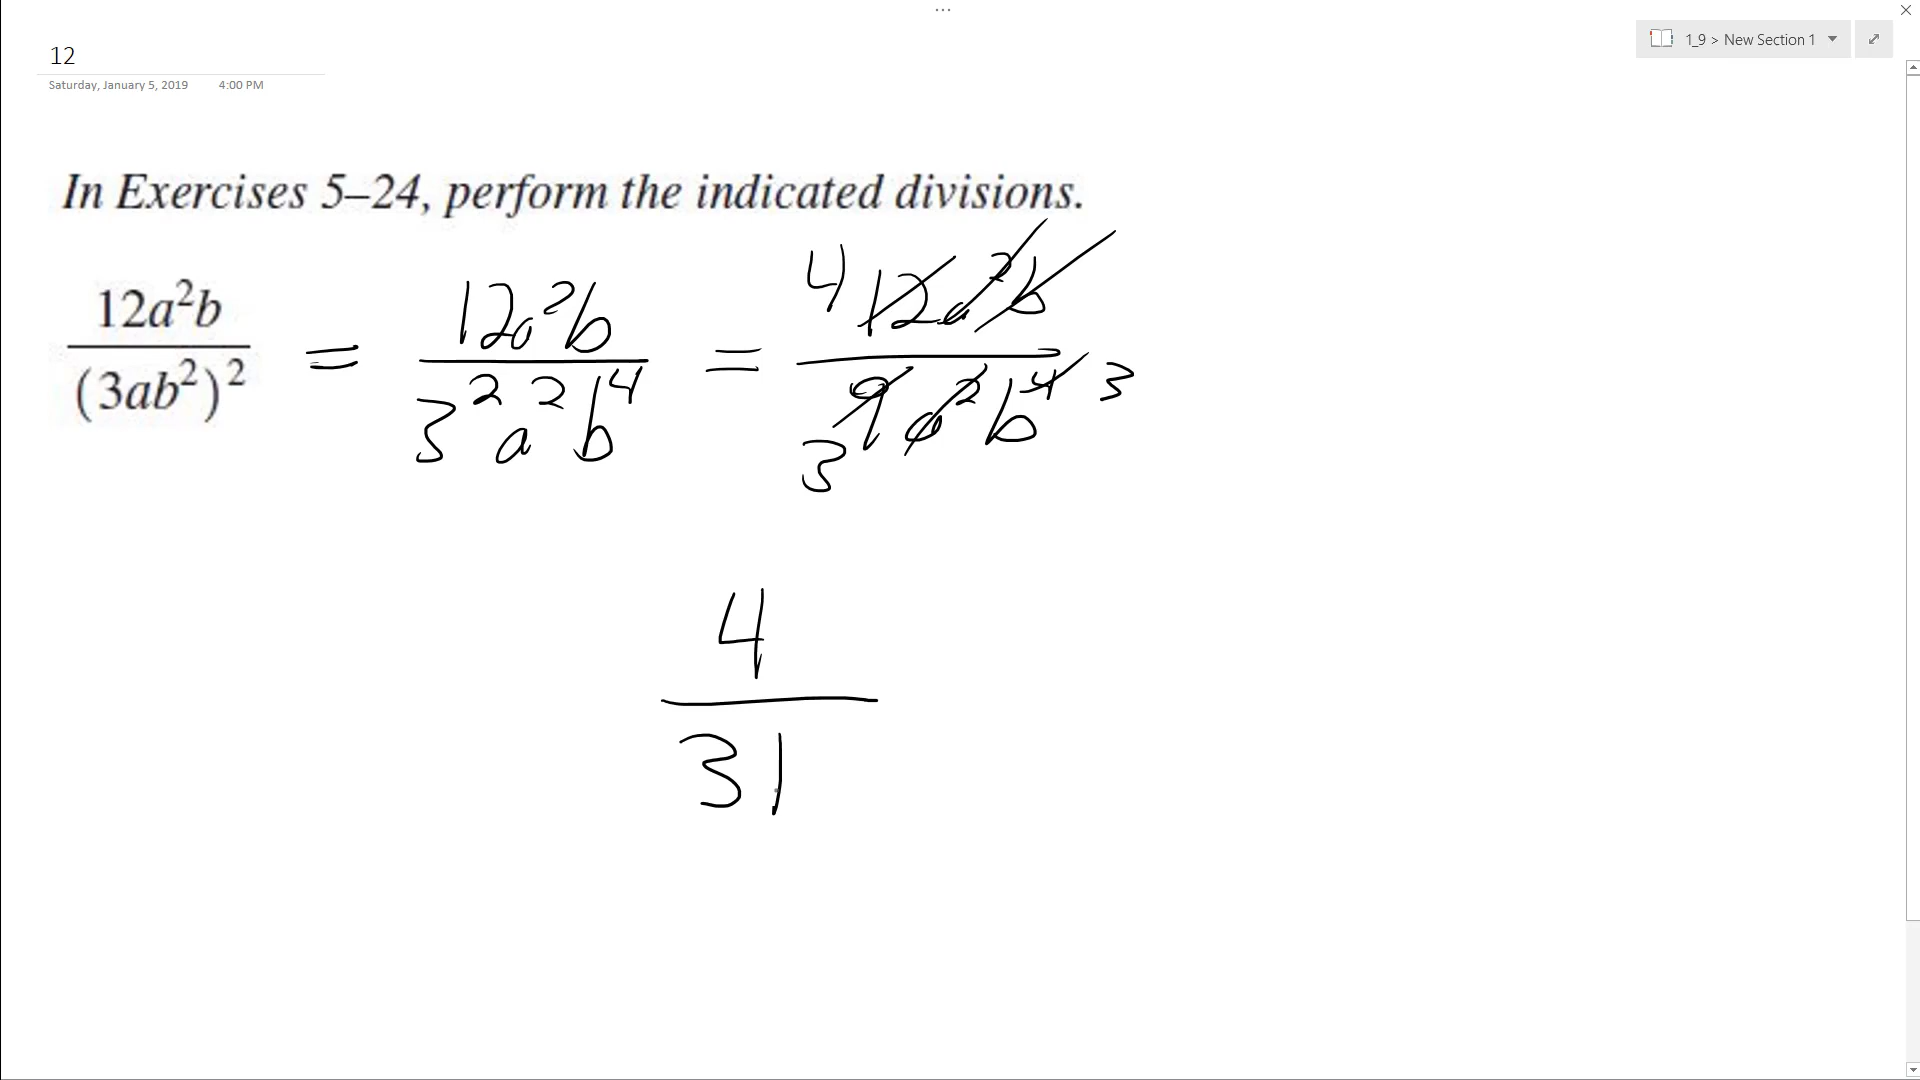 ...
1_9 > New Section 1
12
Saturday, January 5, 2019 4:00 PM
In Exercises 5–24, perform the indicated divisions.
12a²b / (3ab²)² = 12a²b / 3²a²b⁴ = 4 12a²b / 3 9a²b⁴ 3
4
31